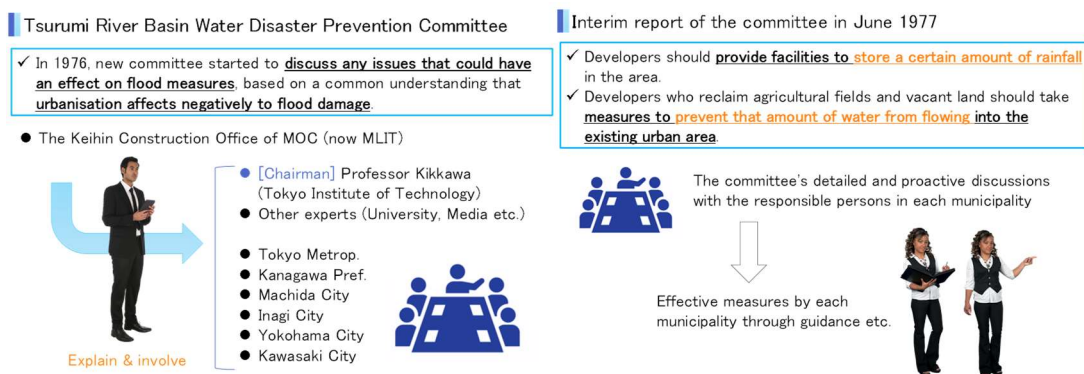 Tsurumi River Basin Water Disaster Prevention Committee
✓ In 1976, new committee started to discuss any issues that could have
an effect on flood measures, based on a common understanding that
urbanisation affects negatively to flood damage.
● The Keihin Construction Office of MOC (now MLIT)
● [Chairman] Professor Kikkawa
(Tokyo Institute of Technology)
● Other experts (University, Media etc.)
● Tokyo Metrop.
● Kanagawa Pref.
● Machida City
● Inagi City
● Yokohama City
● Kawasaki City
Explain & involve
Interim report of the committee in June 1977
✓ Developers should provide facilities to store a certain amount of rainfall
in the area.
✓ Developers who reclaim agricultural fields and vacant land should take
measures to prevent that amount of water from flowing into the
existing urban area.
The committee's detailed and proactive discussions
with the responsible persons in each municipality
Effective measures by each
municipality through guidance etc.